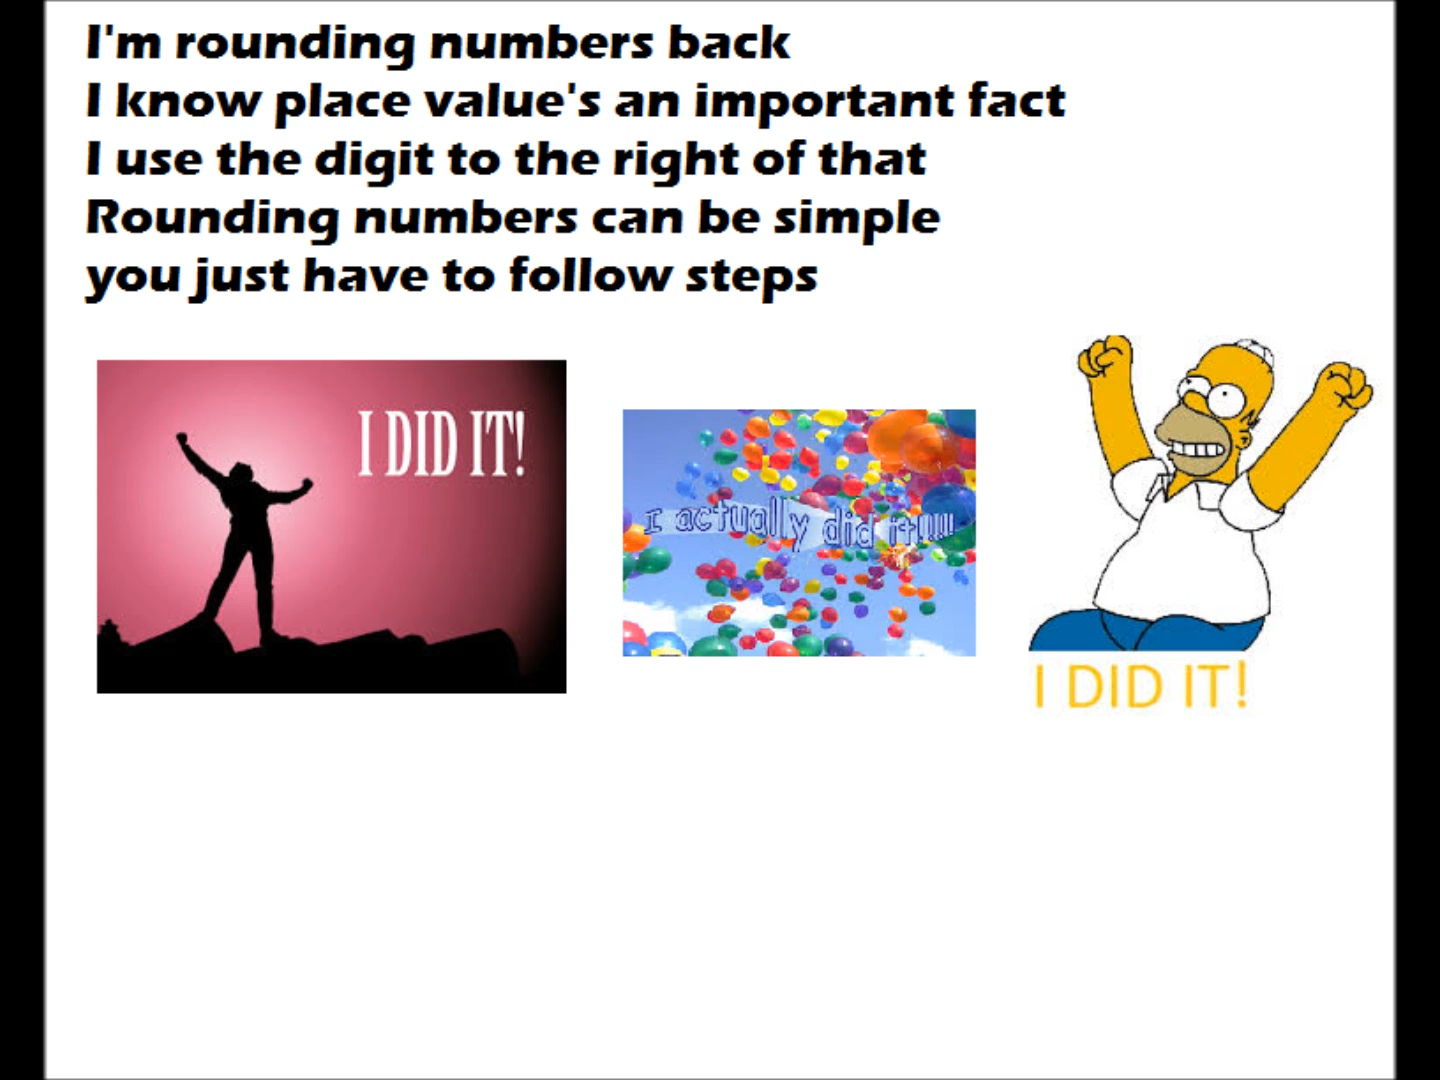 I'm rounding numbers back
I know place value's an important fact
I use the digit to the right of that
Rounding numbers can be simple
you just have to follow steps
I DID IT!
I actually did it!!!!!
I DID IT!